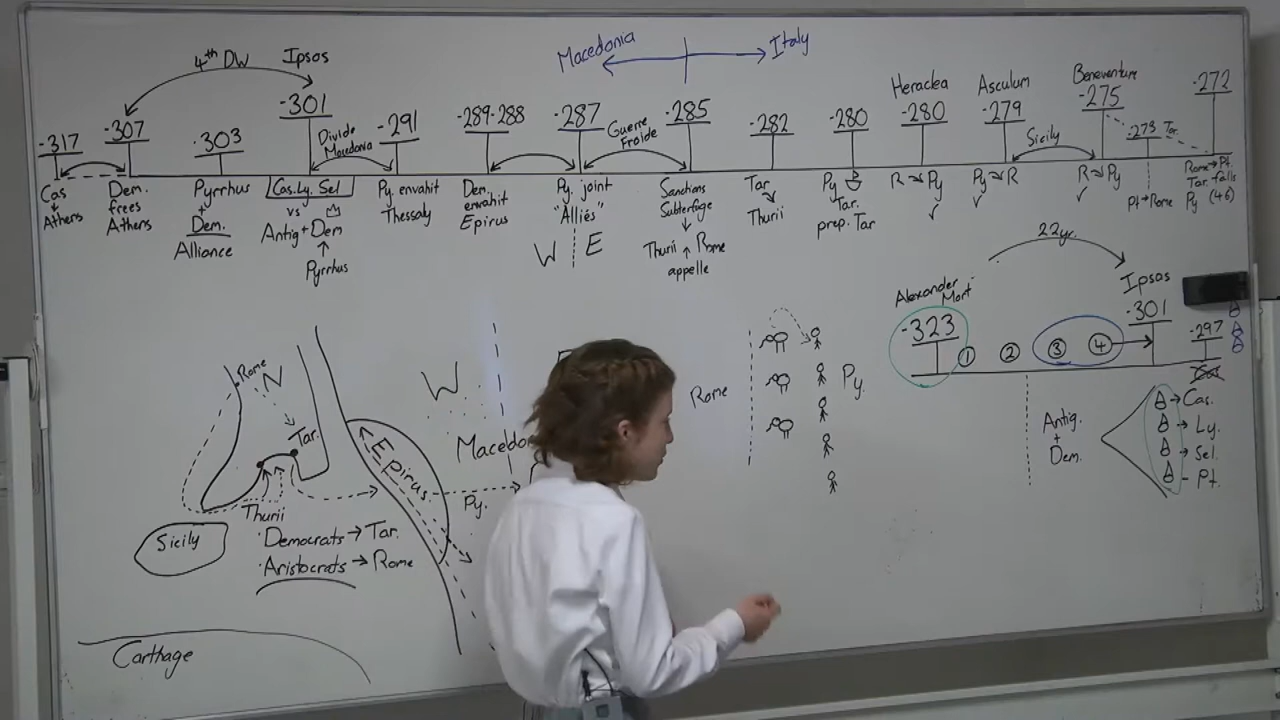 4th DW
Ipsos
Macedonia
Italy
-317
-307
-303
-301
Divide
Macedonia
-291
-289-288
-287
Guerre
Froide
-285
-282
-280
Heraclea
-280
Asculum
-279
Sicily
Beneventum
-275
-273
Tar.
-272
Cas
Athens
Dem.
frees
Athens
Pyrrhus
+
Dem.
Alliance
Cas. Ly. Sel
vs
Antig + Dem
Pyrrhus
Py. envahit
Thessaly
Dem.
envahit
Epirus
Py. joint
"Alliés"
W E
Sanctions
Subterfuge
Thurii Rome
appelle
Tar
Thurii
Py
Tar.
prep. Tar
R Py
Py R
R Py
Pt → Rome
Rome → Pt.
Tar. falls
Py (46)
22yr.
Alexander
Mort
-323
1 2 3 4
Ipsos
-301
-297
Cas
Antig.
+
Dem.
Cas.
Ly.
Sel.
Pt.
Rome
N
Tar.
Thurii
Sicily
Democrats → Tar.
Aristocrats → Rome
Carthage
Epirus
W
Macedo
Py.
Rome
Py.